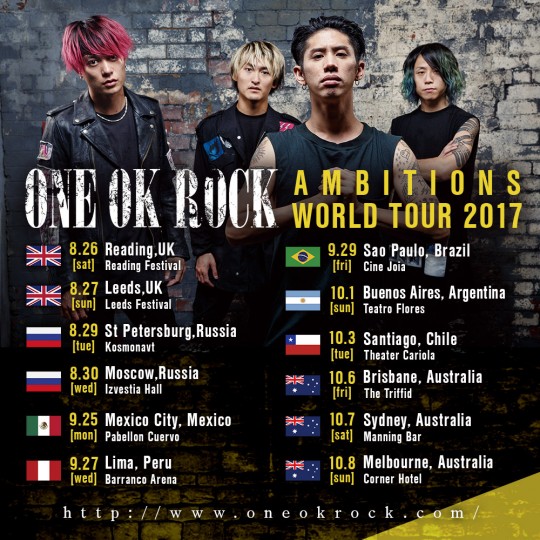 ONE OK ROCK
AMBITIONS
WORLD TOUR 2017
8.26 Reading,UK
[sat] Reading Festival
8.27 Leeds,UK
[sun] Leeds Festival
8.29 St Petersburg,Russia
[tue] Kosmonavt
8.30 Moscow,Russia
[wed] Izvestia Hall
9.25 Mexico City, Mexico
[mon] Pabellon Cuervo
9.27 Lima, Peru
[wed] Barranco Arena
9.29 Sao Paulo, Brazil
[fri] Cine Joia
10.1 Buenos Aires, Argentina
[sun] Teatro Flores
10.3 Santiago, Chile
[tue] Theater Cariola
10.6 Brisbane, Australia
[fri] The Triffid
10.7 Sydney, Australia
[sat] Manning Bar
10.8 Melbourne, Australia
[sun] Corner Hotel
http://www.oneokrock.com/